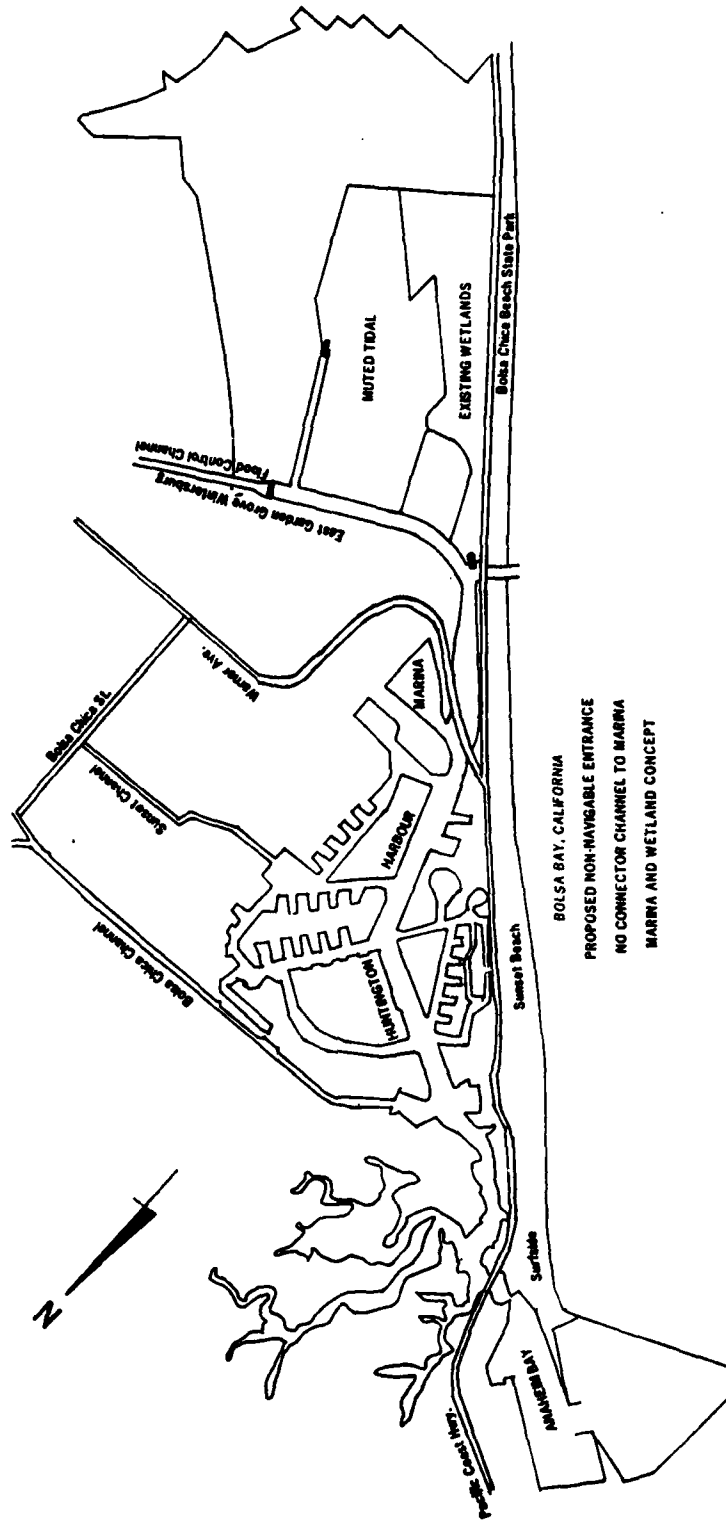 N
Bolsa Chica Channel
Bolsa Chica St.
Sunset Channel
Warner Ave.
East Garden Grove Wintersburg
Flood Control Channel
MUTED TIDAL
EXISTING WETLANDS
MARINA
HARBOUR
HUNTINGTON
Pacific Coast Hwy.
ANAHEIM BAY
Surfside
Sunset Beach
Bolsa Chica Beach State Park
BOLSA BAY, CALIFORNIA
PROPOSED NON-NAVIGABLE ENTRANCE
NO CONNECTOR CHANNEL TO MARINA
MARINA AND WETLAND CONCEPT